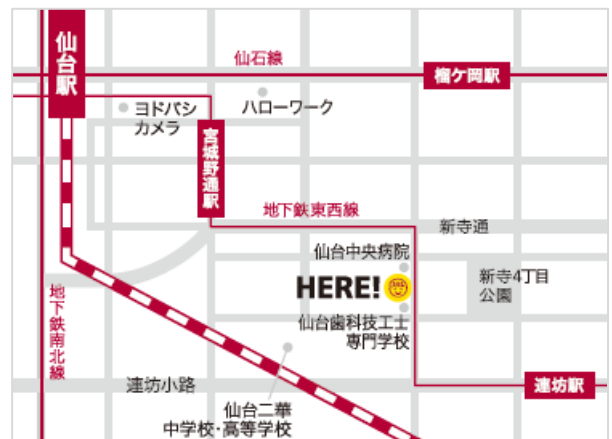 仙台駅
仙石線
榴ケ岡駅
ヨドバシ
カメラ
ハローワーク
宮城野通駅
地下鉄東西線
新寺通
仙台中央病院
HERE!
新寺4丁目
公園
仙台歯科技工士
専門学校
地下鉄南北線
連坊小路
連坊駅
仙台二華
中学校・高等学校